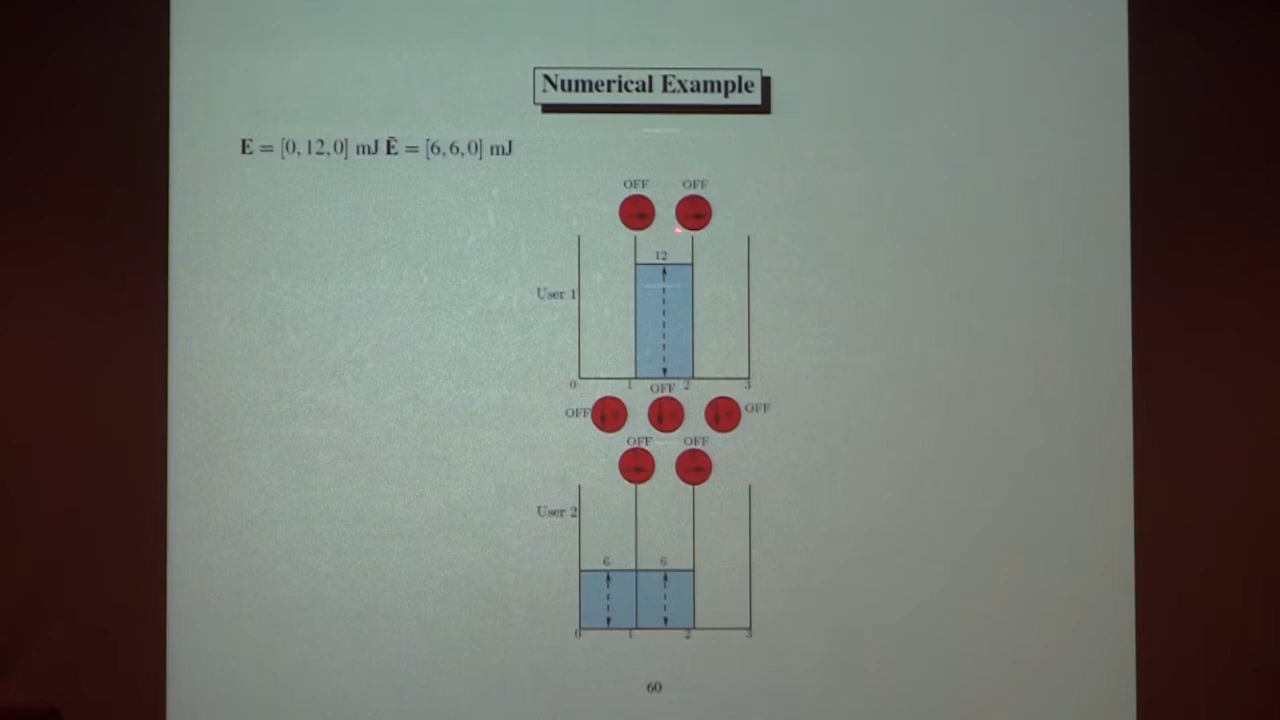 Numerical Example
E = [0, 12, 0] mJ Ē = [6, 6, 0] mJ
OFF OFF
12
User 1
0 1 2 3
OFF
OFF OFF
OFF OFF
User 2
6 6
0 1 2 3
60